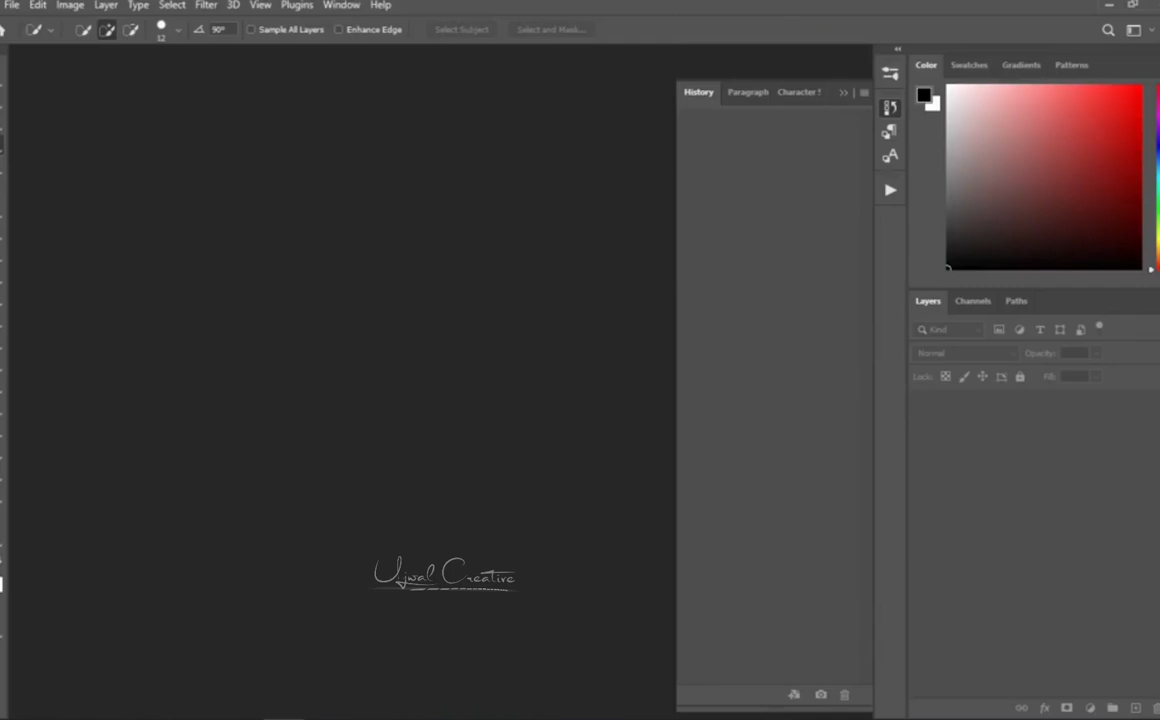 File Edit Image Layer Type Select Filter 3D View Plugins Window Help
12 90° Sample All Layers Enhance Edge Select Subject Select and Mask...
Color Swatches Gradients Patterns
History Paragraph Character
Layers Channels Paths
Kind
Normal Opacity:
Lock: Fill:
Ujwal Creative